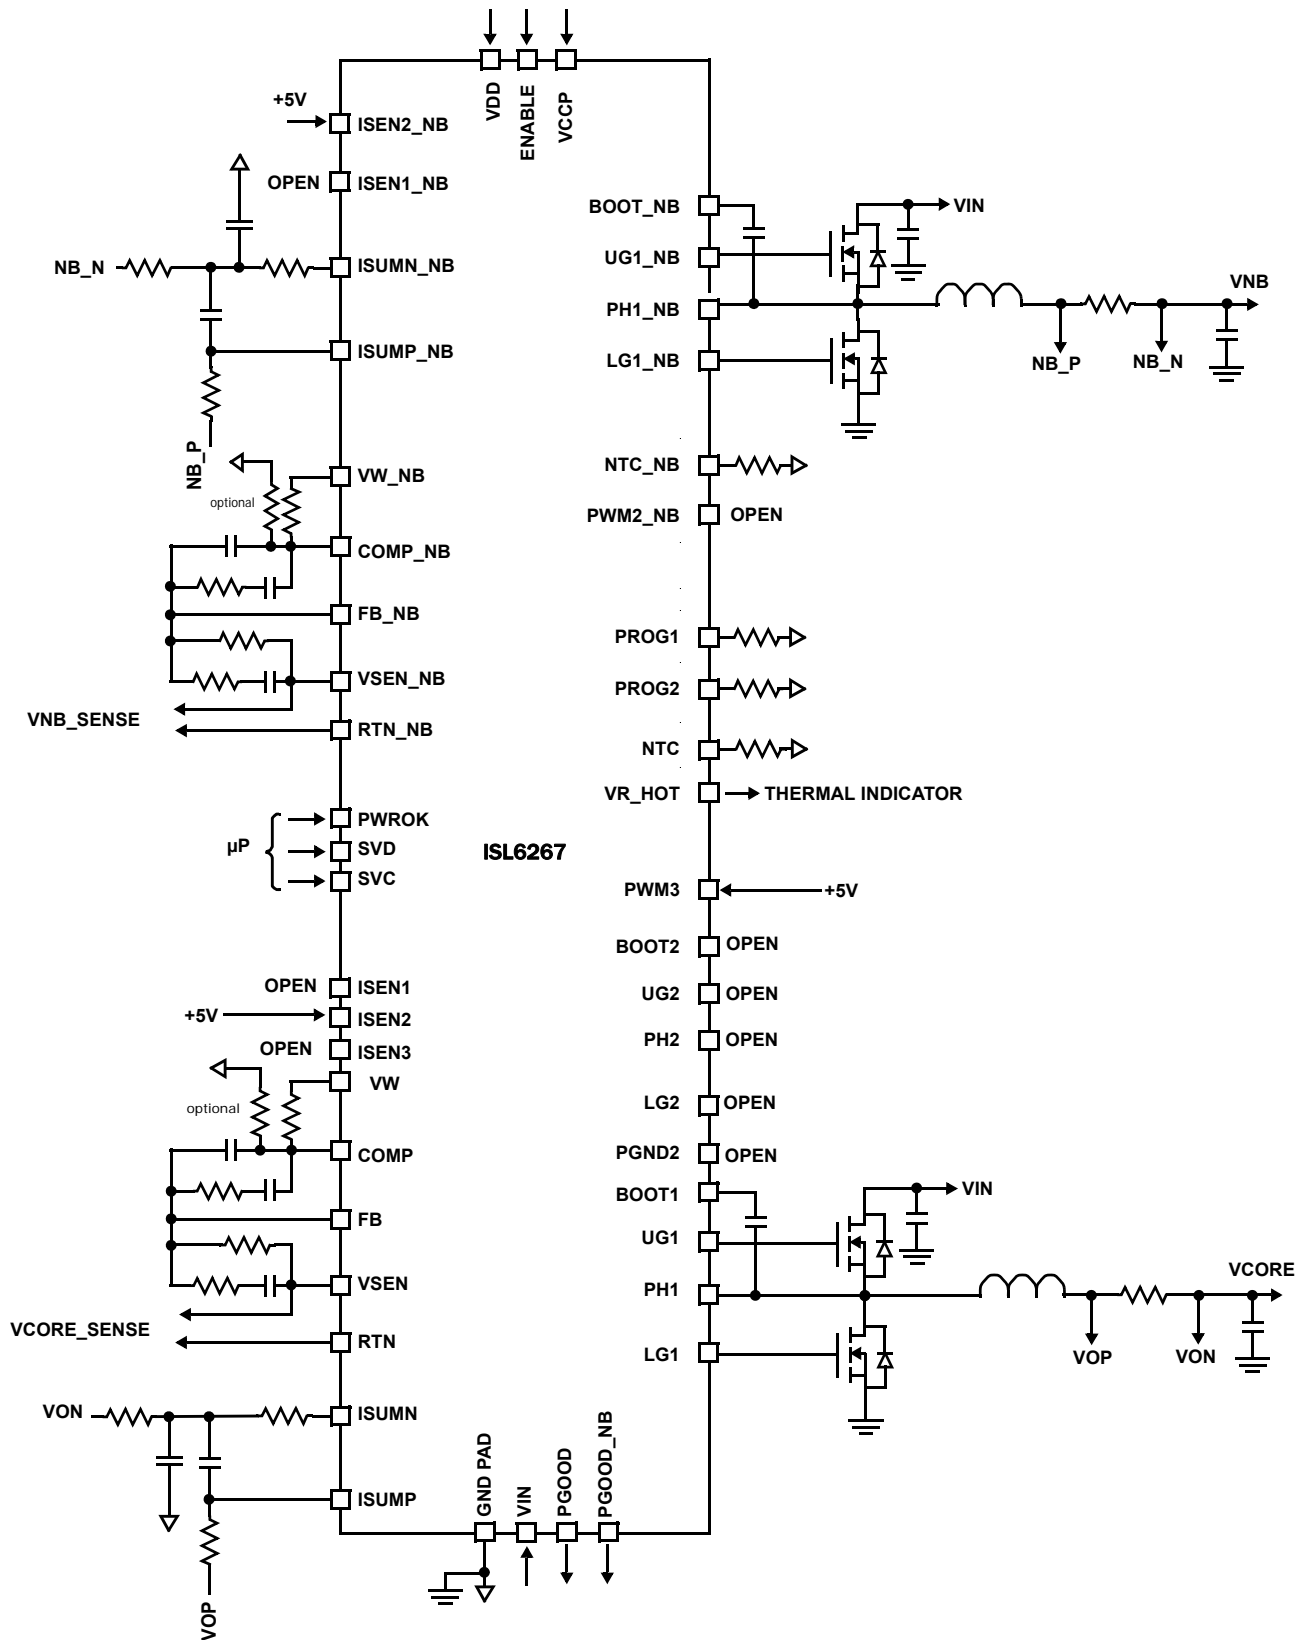 VDD
ENABLE
VCCP
+5V
ISEN2_NB
OPEN
ISEN1_NB
NB_N
ISUMN_NB
ISUMP_NB
NB_P
VW_NB
optional
COMP_NB
FB_NB
VSEN_NB
VNB_SENSE
RTN_NB
µP
PWROK
SVD
SVC
ISL6267
OPEN
ISEN1
+5V
ISEN2
OPEN
ISEN3
VW
optional
COMP
FB
VSEN
VCORE_SENSE
RTN
VON
ISUMN
ISUMP
VOP
BOOT_NB
VIN
UG1_NB
PH1_NB
VNB
LG1_NB
NB_P
NB_N
NTC_NB
PWM2_NB
OPEN
PROG1
PROG2
NTC
VR_HOT
THERMAL INDICATOR
PWM3
+5V
BOOT2
OPEN
UG2
OPEN
PH2
OPEN
LG2
OPEN
PGND2
OPEN
BOOT1
VIN
UG1
PH1
VCORE
LG1
VOP
VON
GND PAD
VIN
PGOOD
PGOOD_NB